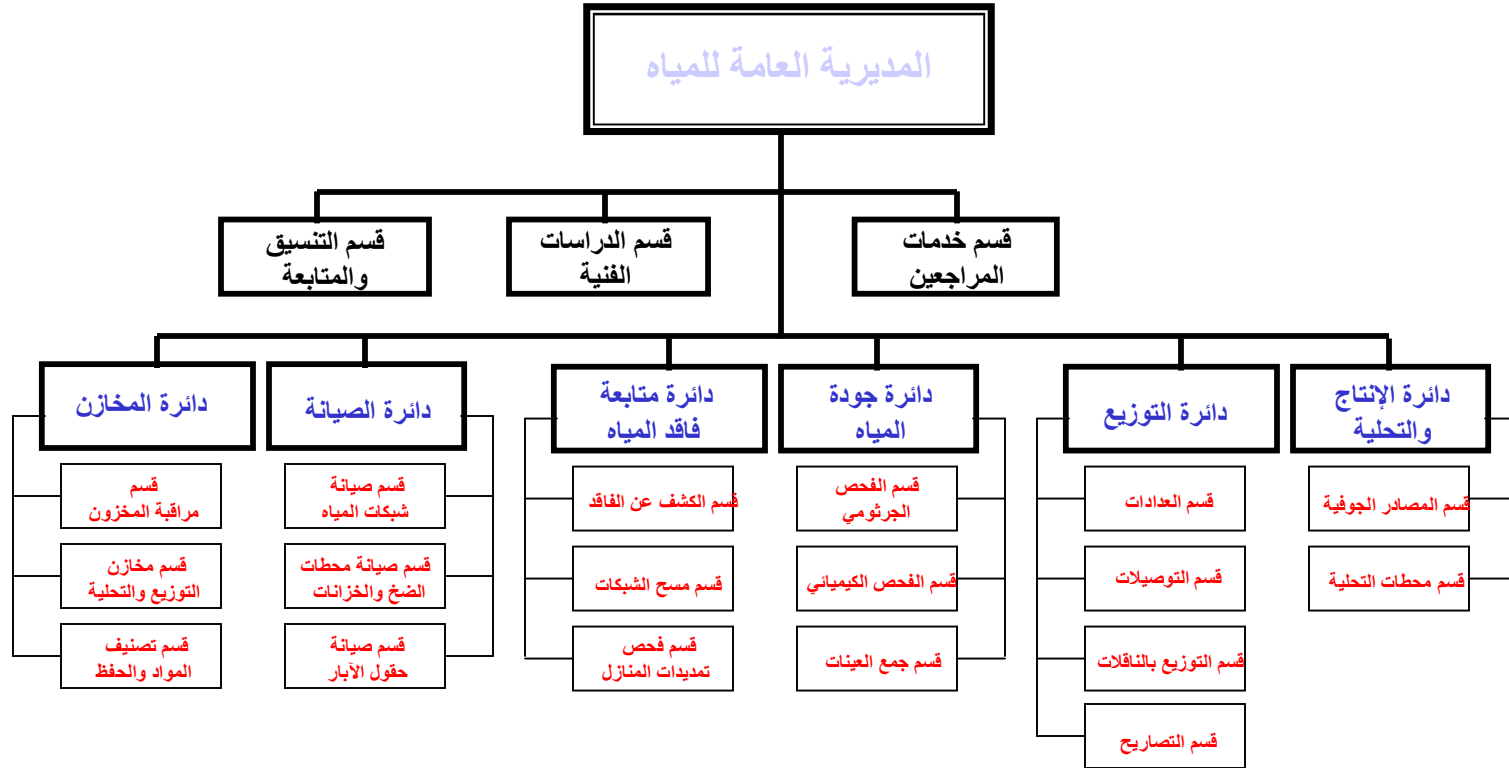 المديرية العامة للمياه
قسم خدمات
المراجعين
قسم الدراسات
الفنية
قسم التنسيق
والمتابعة
دائرة الإنتاج
والتحلية
قسم المصادر الجوفية
قسم محطات التحلية
دائرة التوزيع
قسم العدادات
قسم التوصيلات
قسم التوزيع بالناقلات
قسم التصاريح
دائرة جودة
المياه
قسم الفحص
الجرثومي
قسم الفحص الكيميائي
قسم جمع العينات
دائرة متابعة
فاقد المياه
قسم الكشف عن الفاقد
قسم مسح الشبكات
قسم فحص
تمديدات المنازل
دائرة الصيانة
قسم صيانة
شبكات المياه
قسم صيانة محطات
الضخ والخزانات
قسم صيانة
حقول الآبار
دائرة المخازن
قسم
مراقبة المخزون
قسم مخازن
التوزيع والتحلية
قسم تصنيف
المواد والحفظ